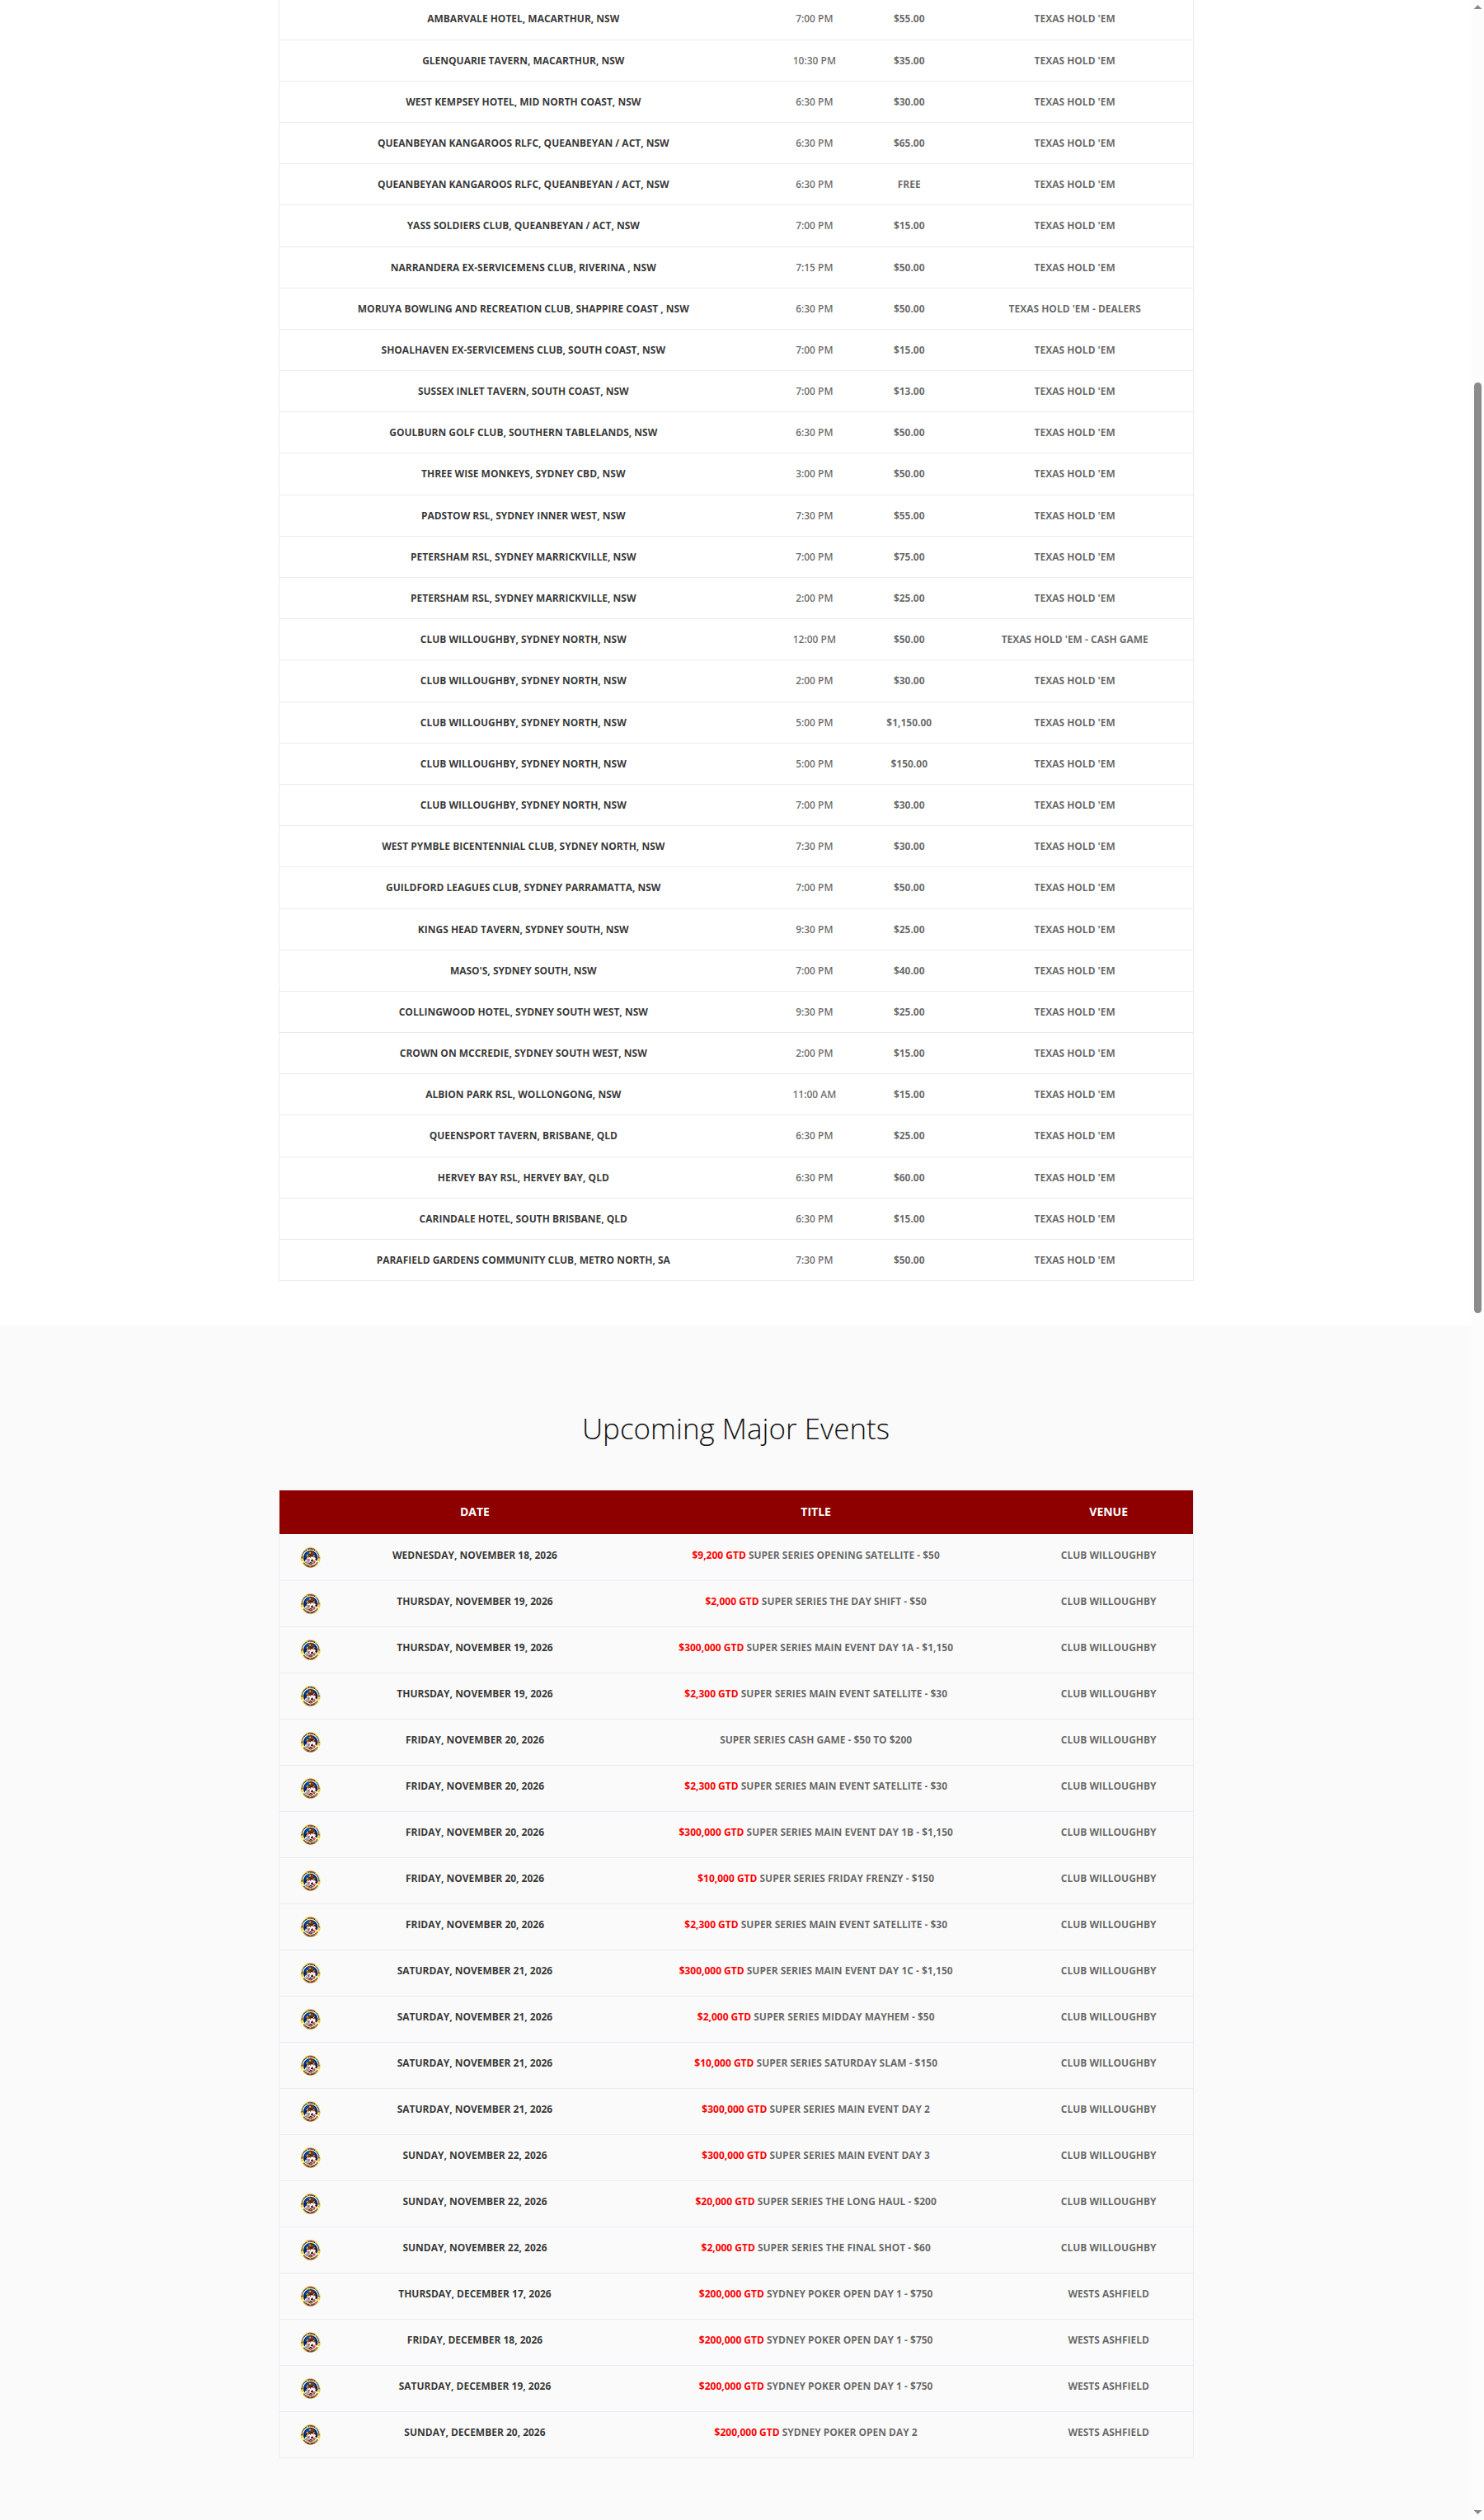 AMBARVALE HOTEL, MACARTHUR, NSW 7:00 PM $55.00 TEXAS HOLD 'EM
GLENQUARIE TAVERN, MACARTHUR, NSW 10:30 PM $35.00 TEXAS HOLD 'EM
WEST KEMPSEY HOTEL, MID NORTH COAST, NSW 6:30 PM $30.00 TEXAS HOLD 'EM
QUEANBEYAN KANGAROOS RLFC, QUEANBEYAN / ACT, NSW 6:30 PM $65.00 TEXAS HOLD 'EM
QUEANBEYAN KANGAROOS RLFC, QUEANBEYAN / ACT, NSW 6:30 PM FREE TEXAS HOLD 'EM
YASS SOLDIERS CLUB, QUEANBEYAN / ACT, NSW 7:00 PM $15.00 TEXAS HOLD 'EM
NARRANDERA EX-SERVICEMENS CLUB, RIVERINA , NSW 7:15 PM $50.00 TEXAS HOLD 'EM
MORUYA BOWLING AND RECREATION CLUB, SHAPPIRE COAST , NSW 6:30 PM $50.00 TEXAS HOLD 'EM - DEALERS
SHOALHAVEN EX-SERVICEMENS CLUB, SOUTH COAST, NSW 7:00 PM $15.00 TEXAS HOLD 'EM
SUSSEX INLET TAVERN, SOUTH COAST, NSW 7:00 PM $13.00 TEXAS HOLD 'EM
GOULBURN GOLF CLUB, SOUTHERN TABLELANDS, NSW 6:30 PM $50.00 TEXAS HOLD 'EM
THREE WISE MONKEYS, SYDNEY CBD, NSW 3:00 PM $50.00 TEXAS HOLD 'EM
PADSTOW RSL, SYDNEY INNER WEST, NSW 7:30 PM $55.00 TEXAS HOLD 'EM
PETERSHAM RSL, SYDNEY MARRICKVILLE, NSW 7:00 PM $75.00 TEXAS HOLD 'EM
PETERSHAM RSL, SYDNEY MARRICKVILLE, NSW 2:00 PM $25.00 TEXAS HOLD 'EM
CLUB WILLOUGHBY, SYDNEY NORTH, NSW 12:00 PM $50.00 TEXAS HOLD 'EM - CASH GAME
CLUB WILLOUGHBY, SYDNEY NORTH, NSW 2:00 PM $30.00 TEXAS HOLD 'EM
CLUB WILLOUGHBY, SYDNEY NORTH, NSW 5:00 PM $1,150.00 TEXAS HOLD 'EM
CLUB WILLOUGHBY, SYDNEY NORTH, NSW 5:00 PM $150.00 TEXAS HOLD 'EM
CLUB WILLOUGHBY, SYDNEY NORTH, NSW 7:00 PM $30.00 TEXAS HOLD 'EM
WEST PYMBLE BICENTENNIAL CLUB, SYDNEY NORTH, NSW 7:30 PM $30.00 TEXAS HOLD 'EM
GUILDFORD LEAGUES CLUB, SYDNEY PARRAMATTA, NSW 7:00 PM $50.00 TEXAS HOLD 'EM
KINGS HEAD TAVERN, SYDNEY SOUTH, NSW 9:30 PM $25.00 TEXAS HOLD 'EM
MASO'S, SYDNEY SOUTH, NSW 7:00 PM $40.00 TEXAS HOLD 'EM
COLLINGWOOD HOTEL, SYDNEY SOUTH WEST, NSW 9:30 PM $25.00 TEXAS HOLD 'EM
CROWN ON MCCREDIE, SYDNEY SOUTH WEST, NSW 2:00 PM $15.00 TEXAS HOLD 'EM
ALBION PARK RSL, WOLLONGONG, NSW 11:00 AM $15.00 TEXAS HOLD 'EM
QUEENSPORT TAVERN, BRISBANE, QLD 6:30 PM $25.00 TEXAS HOLD 'EM
HERVEY BAY RSL, HERVEY BAY, QLD 6:30 PM $60.00 TEXAS HOLD 'EM
CARINDALE HOTEL, SOUTH BRISBANE, QLD 6:30 PM $15.00 TEXAS HOLD 'EM
PARAFIELD GARDENS COMMUNITY CLUB, METRO NORTH, SA 7:30 PM $50.00 TEXAS HOLD 'EM
Upcoming Major Events
DATE TITLE VENUE
WEDNESDAY, NOVEMBER 18, 2026 $9,200 GTD SUPER SERIES OPENING SATELLITE - $50 CLUB WILLOUGHBY
THURSDAY, NOVEMBER 19, 2026 $2,000 GTD SUPER SERIES THE DAY SHIFT - $50 CLUB WILLOUGHBY
THURSDAY, NOVEMBER 19, 2026 $300,000 GTD SUPER SERIES MAIN EVENT DAY 1A - $1,150 CLUB WILLOUGHBY
THURSDAY, NOVEMBER 19, 2026 $2,300 GTD SUPER SERIES MAIN EVENT SATELLITE - $30 CLUB WILLOUGHBY
FRIDAY, NOVEMBER 20, 2026 SUPER SERIES CASH GAME - $50 TO $200 CLUB WILLOUGHBY
FRIDAY, NOVEMBER 20, 2026 $2,300 GTD SUPER SERIES MAIN EVENT SATELLITE - $30 CLUB WILLOUGHBY
FRIDAY, NOVEMBER 20, 2026 $300,000 GTD SUPER SERIES MAIN EVENT DAY 1B - $1,150 CLUB WILLOUGHBY
FRIDAY, NOVEMBER 20, 2026 $10,000 GTD SUPER SERIES FRIDAY FRENZY - $150 CLUB WILLOUGHBY
FRIDAY, NOVEMBER 20, 2026 $2,300 GTD SUPER SERIES MAIN EVENT SATELLITE - $30 CLUB WILLOUGHBY
SATURDAY, NOVEMBER 21, 2026 $300,000 GTD SUPER SERIES MAIN EVENT DAY 1C - $1,150 CLUB WILLOUGHBY
SATURDAY, NOVEMBER 21, 2026 $2,000 GTD SUPER SERIES MIDDAY MAYHEM - $50 CLUB WILLOUGHBY
SATURDAY, NOVEMBER 21, 2026 $10,000 GTD SUPER SERIES SATURDAY SLAM - $150 CLUB WILLOUGHBY
SATURDAY, NOVEMBER 21, 2026 $300,000 GTD SUPER SERIES MAIN EVENT DAY 2 CLUB WILLOUGHBY
SUNDAY, NOVEMBER 22, 2026 $300,000 GTD SUPER SERIES MAIN EVENT DAY 3 CLUB WILLOUGHBY
SUNDAY, NOVEMBER 22, 2026 $20,000 GTD SUPER SERIES THE LONG HAUL - $200 CLUB WILLOUGHBY
SUNDAY, NOVEMBER 22, 2026 $2,000 GTD SUPER SERIES THE FINAL SHOT - $60 CLUB WILLOUGHBY
THURSDAY, DECEMBER 17, 2026 $200,000 GTD SYDNEY POKER OPEN DAY 1 - $750 WESTS ASHFIELD
FRIDAY, DECEMBER 18, 2026 $200,000 GTD SYDNEY POKER OPEN DAY 1 - $750 WESTS ASHFIELD
SATURDAY, DECEMBER 19, 2026 $200,000 GTD SYDNEY POKER OPEN DAY 1 - $750 WESTS ASHFIELD
SUNDAY, DECEMBER 20, 2026 $200,000 GTD SYDNEY POKER OPEN DAY 2 WESTS ASHFIELD